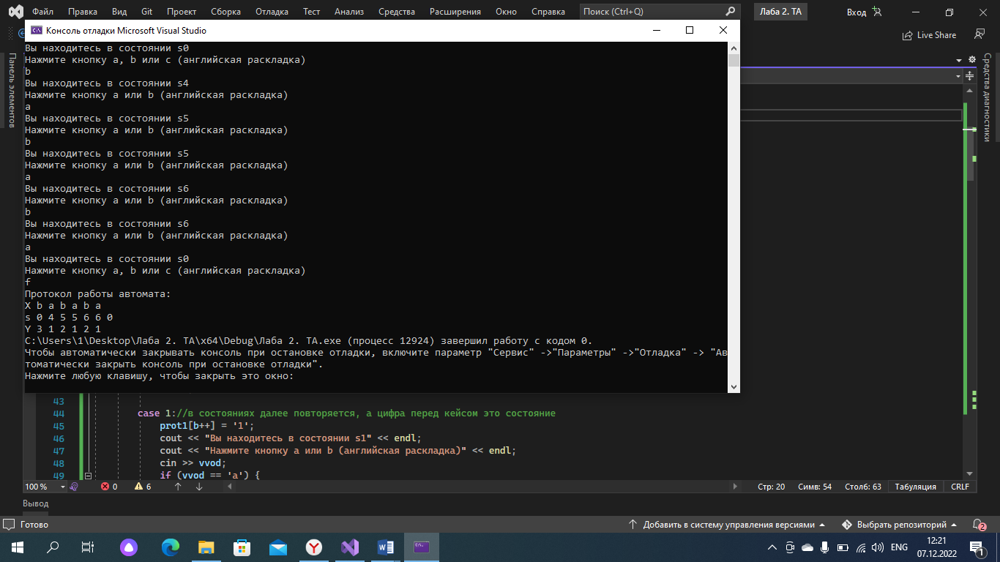 Файл Правка Вид Git Проект Сборка Отладка Тест Анализ Средства Расширения Окно Справка Поиск (Ctrl+Q) Лаба 2. ТА Вход
Live Share
Консоль отладки Microsoft Visual Studio
Панель элементов
Средства диагностики
Вы находитесь в состоянии s0
Нажмите кнопку a, b или c (английская раскладка)
b
Вы находитесь в состоянии s4
Нажмите кнопку a или b (английская раскладка)
a
Вы находитесь в состоянии s5
Нажмите кнопку a или b (английская раскладка)
b
Вы находитесь в состоянии s5
Нажмите кнопку a или b (английская раскладка)
a
Вы находитесь в состоянии s6
Нажмите кнопку a или b (английская раскладка)
b
Вы находитесь в состоянии s6
Нажмите кнопку a или b (английская раскладка)
a
Вы находитесь в состоянии s0
Нажмите кнопку a, b или c (английская раскладка)
f
Протокол работы автомата:
X b a b a b a
s 0 4 5 5 6 6 0
Y 3 1 2 1 2 1
C:\Users\1\Desktop\Лаба 2. ТА\x64\Debug\Лаба 2. ТА.exe (процесс 12924) завершил работу с кодом 0.
Чтобы автоматически закрывать консоль при остановке отладки, включите параметр "Сервис" ->"Параметры" ->"Отладка" -> "Ав
томатически закрыть консоль при остановке отладки".
Нажмите любую клавишу, чтобы закрыть это окно:
43
44 case 1://в состояниях далее повторяется, а цифра перед кейсом это состояние
45 prot1[b++] = '1';
46 cout << "Вы находитесь в состоянии s1" << endl;
47 cout << "Нажмите кнопку a или b (английская раскладка)" << endl;
48 cin >> vvod;
49 if (vvod == 'a') {
100 % 0 6 Стр: 20 Симв: 54 Столб: 63 Табуляция CRLF
Вывод
Готово Добавить в систему управления версиями Выбрать репозиторий 2
ENG 12:21
07.12.2022 1